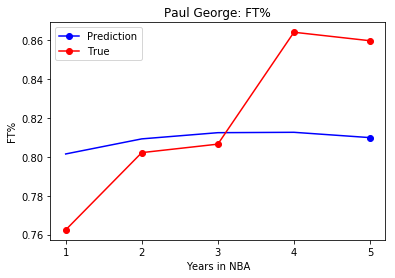 Paul George: FT%
Prediction
True
FT%
0.86
0.84
0.82
0.80
0.78
0.76
1 2 3 4 5
Years in NBA